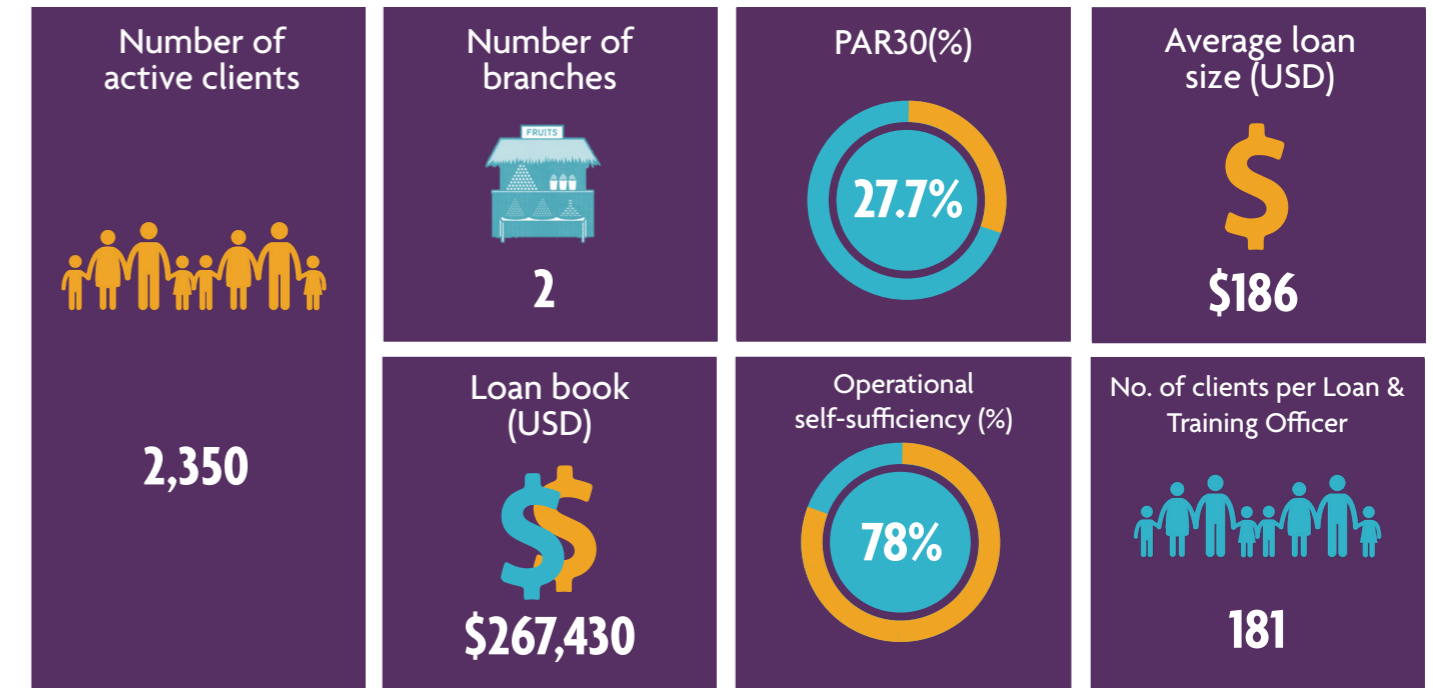 Number of
active clients
2,350
Number of
branches
FRUITS
2
PAR30(%)
27.7%
Average loan
size (USD)
$186
Loan book
(USD)
$267,430
Operational
self-sufficiency (%)
78%
No. of clients per Loan &
Training Officer
181